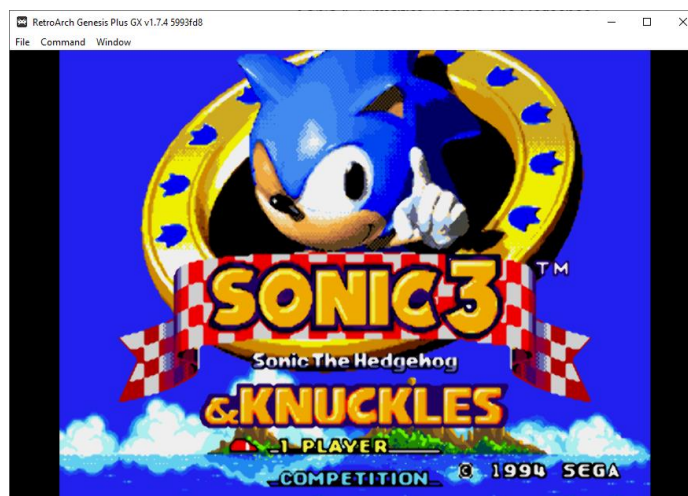 RetroArch Genesis Plus GX v1.7.4 5993fd8
File Command Window
SONIC 3 TM
Sonic The Hedgehog
&KNUCKLES
1 PLAYER
COMPETITION
© 1994 SEGA